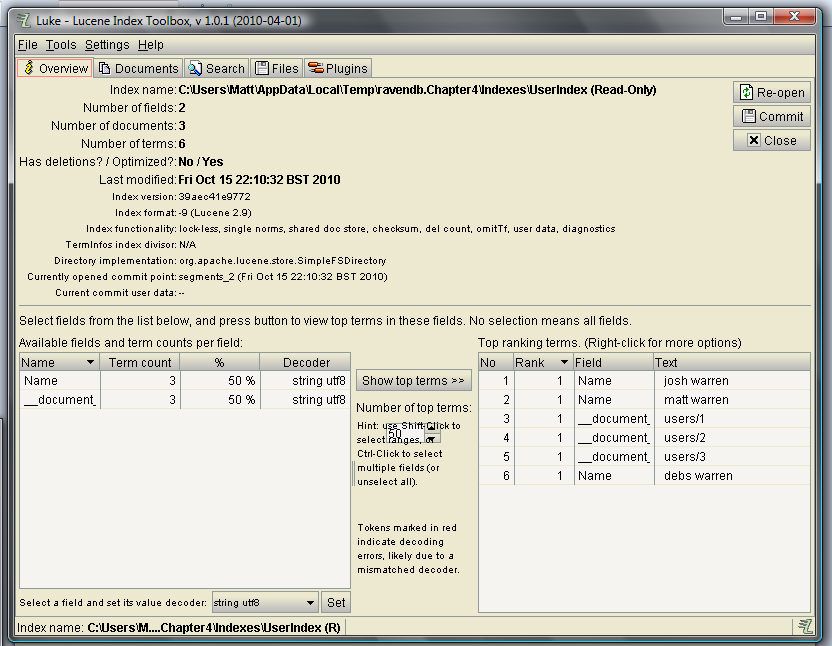 Luke - Lucene Index Toolbox, v 1.0.1 (2010-04-01)
File Tools Settings Help
Overview Documents Search Files Plugins
Index name: C:\Users\Matt\AppData\Local\Temp\ravendb.Chapter4\Indexes\UserIndex (Read-Only)
Re-open
Number of fields: 2
Commit
Number of documents: 3
Close
Number of terms: 6
Has deletions? / Optimized?: No / Yes
Last modified: Fri Oct 15 22:10:32 BST 2010
Index version: 39aec41e9772
Index format: -9 (Lucene 2.9)
Index functionality: lock-less, single norms, shared doc store, checksum, del count, omitTf, user data, diagnostics
TermInfos index divisor: N/A
Directory implementation: org.apache.lucene.store.SimpleFSDirectory
Currently opened commit point: segments_2 (Fri Oct 15 22:10:32 BST 2010)
Current commit user data: --
Select fields from the list below, and press button to view top terms in these fields. No selection means all fields.
Available fields and term counts per field:
Name Term count % Decoder
Name 3 50 % string utf8
__document_ 3 50 % string utf8
Show top terms >>
Number of top terms:
50
Hint: use Shift-Click to
select ranges, or
Ctrl-Click to select
multiple fields (or
unselect all).
Tokens marked in red
indicate decoding
errors, likely due to a
mismatched decoder.
Top ranking terms. (Right-click for more options)
No Rank Field Text
1 1 Name josh warren
2 1 Name matt warren
3 1 __document_ users/1
4 1 __document_ users/2
5 1 __document_ users/3
6 1 Name debs warren
Select a field and set its value decoder: string utf8 Set
Index name: C:\Users\M....Chapter4\Indexes\UserIndex (R)